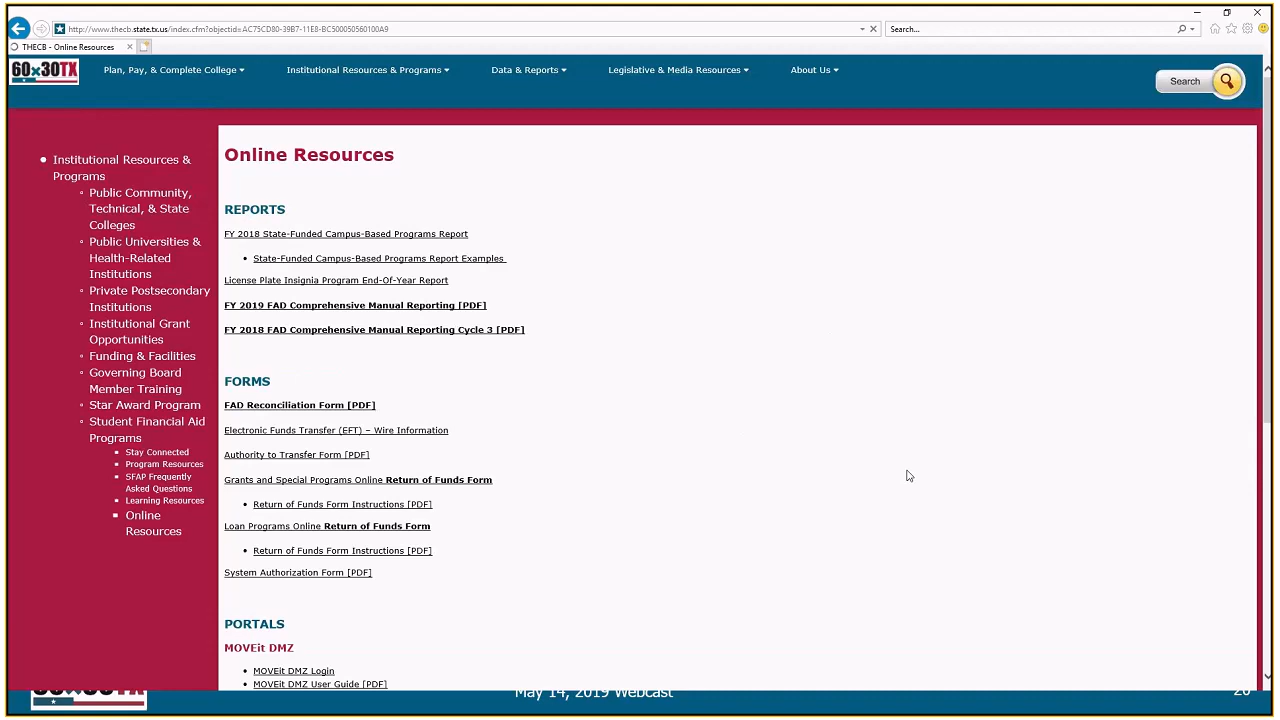 http://www.thecb.state.tx.us/index.cfm?objectid=AC75CD80-39B7-11E8-BC500050560100A9
Search...
THECB - Online Resources
60x30TX
Plan, Pay, & Complete College
Institutional Resources & Programs
Data & Reports
Legislative & Media Resources
About Us
Search
Institutional Resources &
Programs
Public Community,
Technical, & State
Colleges
Public Universities &
Health-Related
Institutions
Private Postsecondary
Institutions
Institutional Grant
Opportunities
Funding & Facilities
Governing Board
Member Training
Star Award Program
Student Financial Aid
Programs
Stay Connected
Program Resources
SFAP Frequently
Asked Questions
Learning Resources
Online
Resources
Online Resources
REPORTS
FY 2018 State-Funded Campus-Based Programs Report
State-Funded Campus-Based Programs Report Examples
License Plate Insignia Program End-Of-Year Report
FY 2019 FAD Comprehensive Manual Reporting [PDF]
FY 2018 FAD Comprehensive Manual Reporting Cycle 3 [PDF]
FORMS
FAD Reconciliation Form [PDF]
Electronic Funds Transfer (EFT) – Wire Information
Authority to Transfer Form [PDF]
Grants and Special Programs Online Return of Funds Form
Return of Funds Form Instructions [PDF]
Loan Programs Online Return of Funds Form
Return of Funds Form Instructions [PDF]
System Authorization Form [PDF]
PORTALS
MOVEit DMZ
MOVEit DMZ Login
MOVEit DMZ User Guide [PDF]
60x30TX
May 14, 2019 Webcast